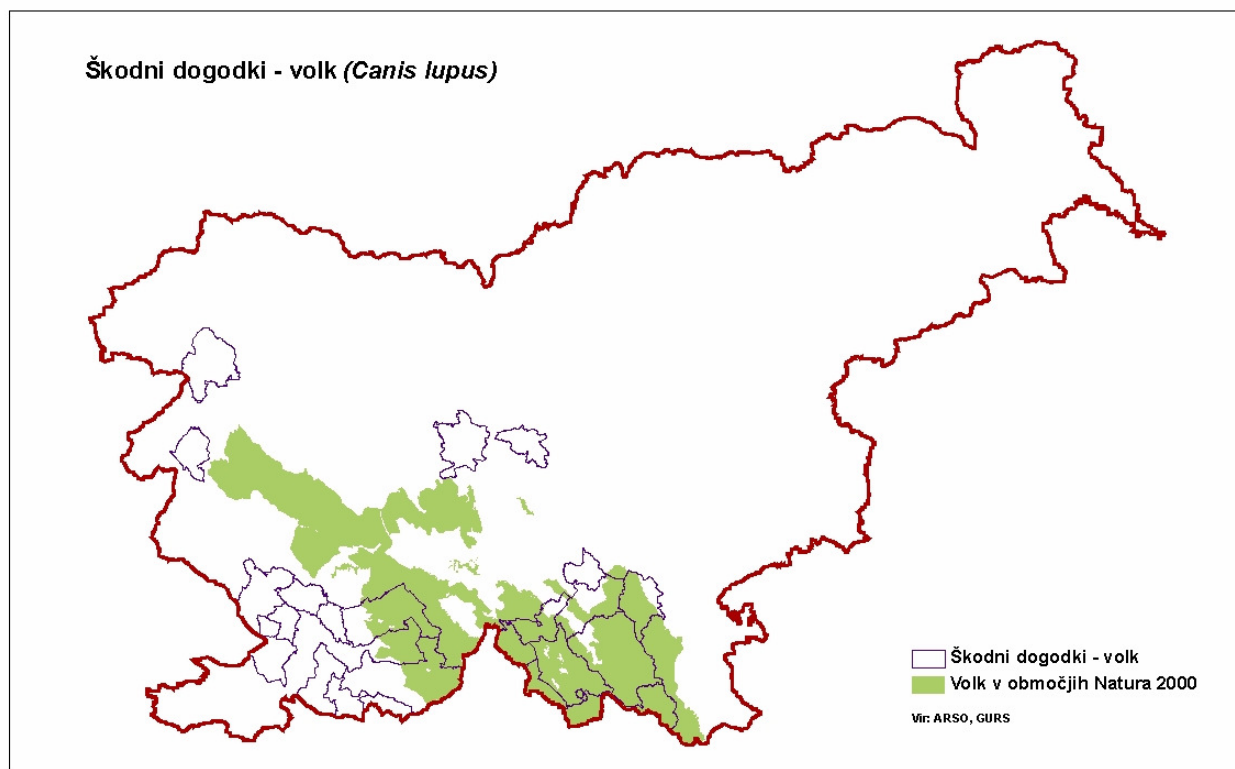 Škodni dogodki - volk (Canis lupus)
Škodni dogodki - volk
Volk v območjih Natura 2000
Vir: ARSO, GURS